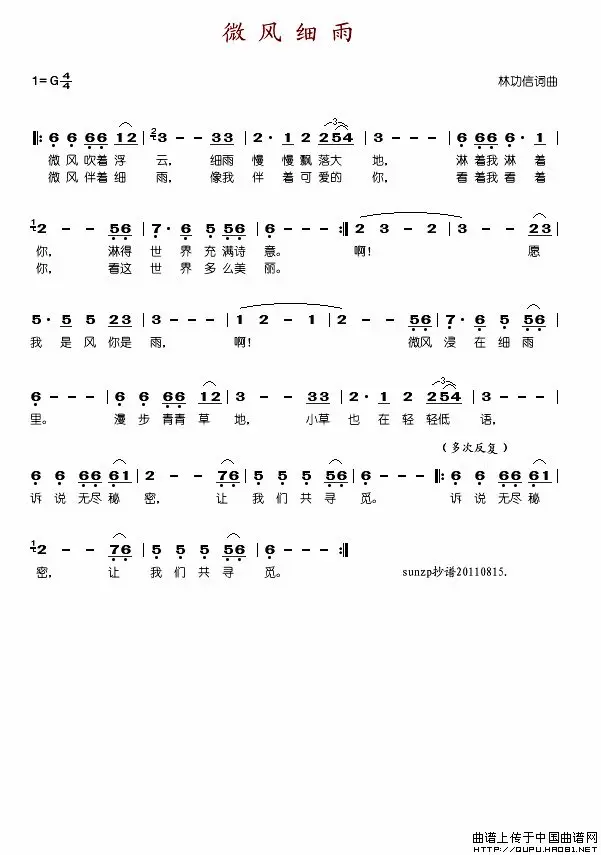 微风细雨
1=G 4/4 林功信词曲
‖: 6 6 66 12 | 2 3 - - 33 | 2· 1 2 3 254 | 3 - - - | 6 6 66 6· 1 |
微 风 吹着 浮 云， 细雨 慢 慢飘 落大 地， 淋 着我 淋 着
微 风 伴着 细 雨， 像我 伴 着可 爱的 你， 看 着我 看 着
1 2 - - 56 | 7· 6 5 56 | 6 - - - :‖ 2 3 - 2 | 3 - - 23 |
你， 淋得 世 界 充 满诗 意。 啊！ 愿
你， 看这 世 界 多 么美 丽。
5· 5 5 23 | 3 - - - | 1 2 - 1 | 2 - - 56 | 7· 6 5 56 |
我 是 风 你是 雨， 啊！ 微风 浸 在 细雨
6 - - - | 6 6 66 12 | 3 - - 33 | 2· 1 2 3 254 | 3 - - - |
里。 漫 步 青青 草 地， 小草 也 在 轻 轻低 语，
（多次反复）
6 6 66 61 | 2 - - 76 | 5 5 5 56 | 6 - - - ‖: 6 6 66 61 |
诉 说 无尽 秘 密， 让 我 们 共 寻 觅。 诉 说 无尽 秘
1 2 - - 76 | 5 5 5 56 | 6 - - - :‖
密， 让 我 们 共 寻 觅。 sunzp抄谱20110815.
曲谱上传于中国曲谱网
http://QUPU.HAO81.NET